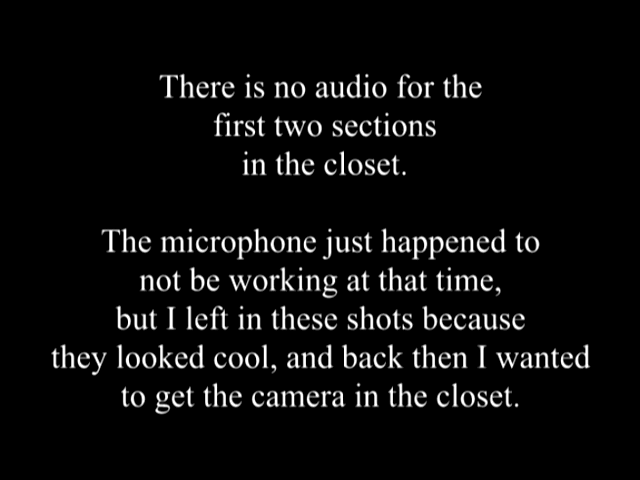 There is no audio for the
first two sections
in the closet.
The microphone just happened to
not be working at that time,
but I left in these shots because
they looked cool, and back then I wanted
to get the camera in the closet.